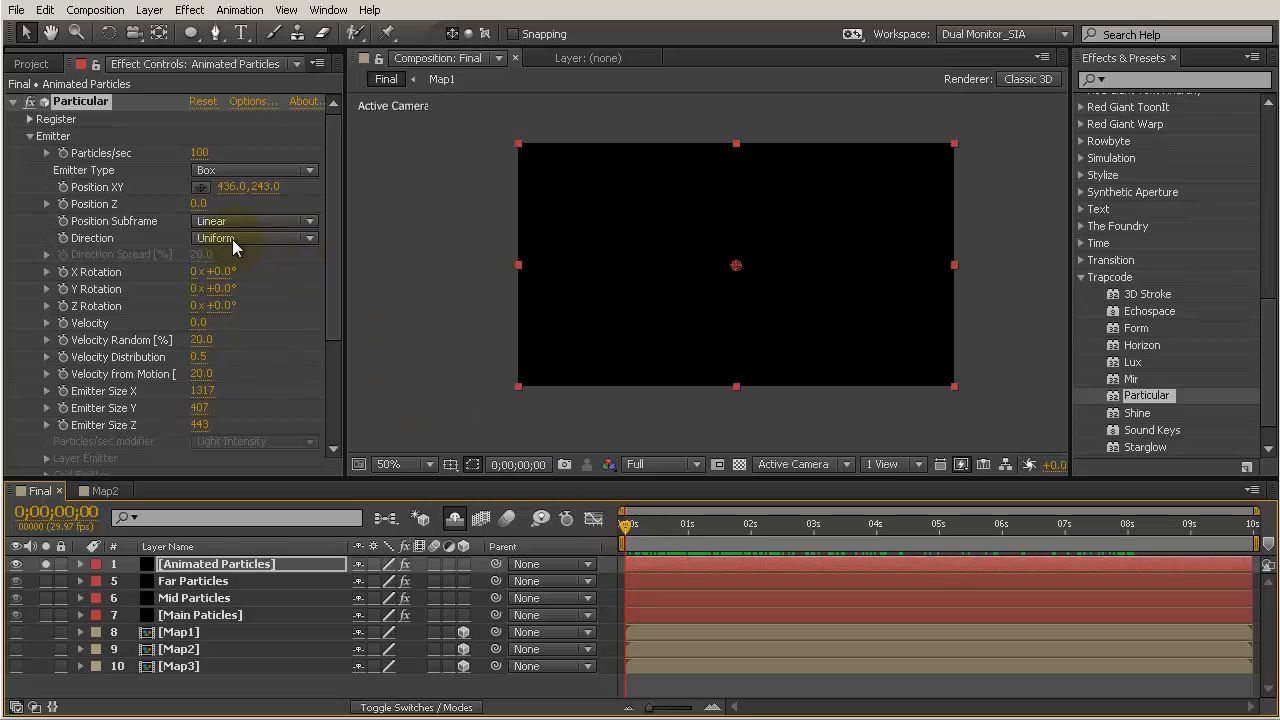 File Edit Composition Layer Effect Animation View Window Help
Snapping
Workspace: Dual Monitor_SIA
Search Help
Project
Effect Controls: Animated Particles
Final • Animated Particles
Particular Reset Options... About..
Register
Emitter
Particles/sec 100
Emitter Type Box
Position XY 436.0,243.0
Position Z 0.0
Position Subframe Linear
Direction Uniform
Direction Spread [%] 20.0
X Rotation 0 x +0.0°
Y Rotation 0 x +0.0°
Z Rotation 0 x +0.0°
Velocity 0.0
Velocity Random [%] 20.0
Velocity Distribution 0.5
Velocity from Motion [ 20.0
Emitter Size X 1317
Emitter Size Y 407
Emitter Size Z 443
Particles/sec modifier Light Intensity
Layer Emitter
Composition: Final
Layer: (none)
Final Map1
Renderer: Classic 3D
Active Camera
50% 0;00;00;00 Full Active Camera 1 View +0.0
Effects & Presets
Red Giant ToonIt
Red Giant Warp
Rowbyte
Simulation
Stylize
Synthetic Aperture
Text
The Foundry
Time
Transition
Trapcode
3D Stroke
Echospace
Form
Horizon
Lux
Mir
Particular
Shine
Sound Keys
Starglow
Final Map2
0;00;00;00
00000 (29.97 fps)
# Layer Name fx Parent
1 [Animated Particles] fx None
5 Far Particles fx None
6 Mid Particles fx None
7 [Main Paticles] fx None
8 [Map1] None
9 [Map2] None
10 [Map3] None
01s 02s 03s 04s 05s 06s 07s 08s 09s 10s
Toggle Switches / Modes